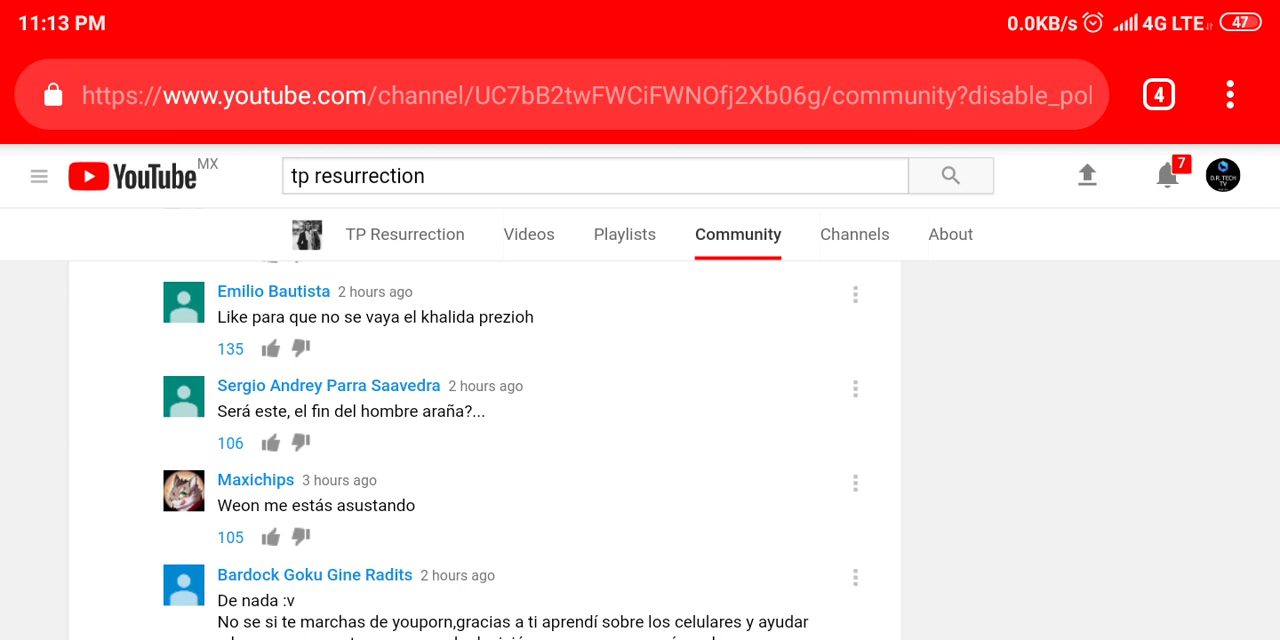 11:13 PM
0.0KB/s 4G LTE 47
https://www.youtube.com/channel/UC7bB2twFWCiFWNOfj2Xb06g/community?disable_pol
4
YouTube MX
tp resurrection
7
D.R. TECH
TV
TP Resurrection Videos Playlists Community Channels About
Emilio Bautista 2 hours ago
Like para que no se vaya el khalida prezioh
135
Sergio Andrey Parra Saavedra 2 hours ago
Será este, el fin del hombre araña?...
106
Maxichips 3 hours ago
Weon me estás asustando
105
Bardock Goku Gine Radits 2 hours ago
De nada :v
No se si te marchas de youporn,gracias a ti aprendí sobre los celulares y ayudar